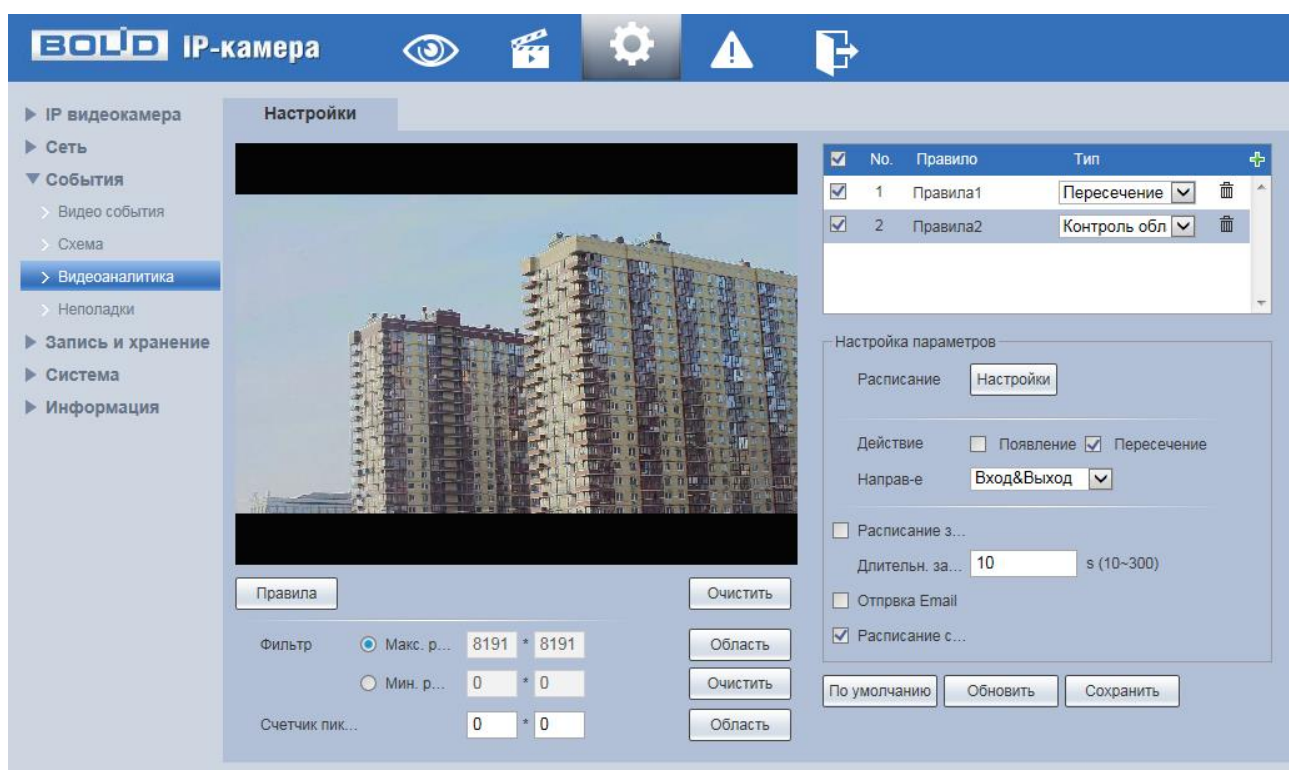 BOLID IP-камера
IP видеокамера
Сеть
События
Видео события
Схема
Видеоаналитика
Неполадки
Запись и хранение
Система
Информация
Настройки
No. Правило Тип
1 Правила1 Пересечение
2 Правила2 Контроль обл
Настройка параметров
Расписание Настройки
Действие Появление Пересечение
Направ-е Вход&Выход
Расписание з...
Длительн. за... 10 s (10~300)
Отпрвка Email
Расписание с...
По умолчанию Обновить Сохранить
Правила Очистить
Фильтр Макс. р... 8191 * 8191 Область
Мин. р... 0 * 0 Очистить
Счетчик пик... 0 * 0 Область